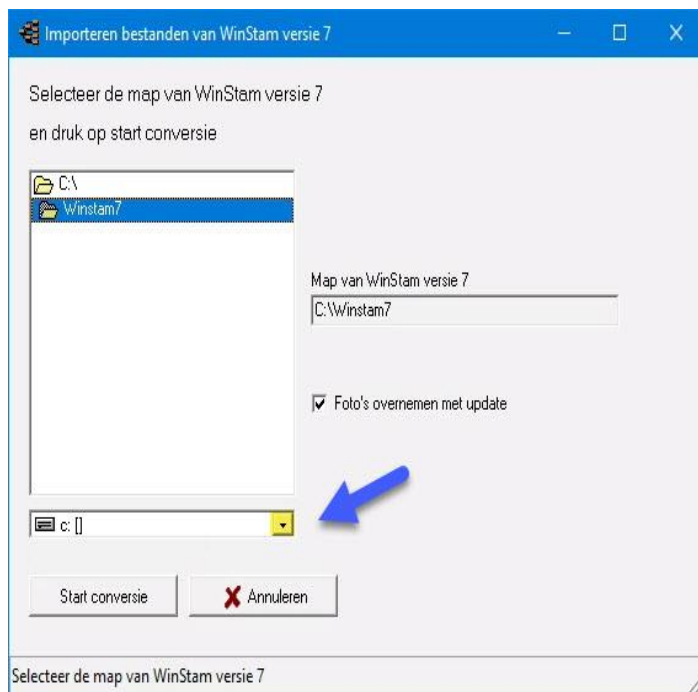 Importeren bestanden van WinStam versie 7
Selecteer de map van WinStam versie 7
en druk op start conversie
C:\
Winstam7
Map van WinStam versie 7
C:\Winstam7
Foto's overnemen met update
c: []
Start conversie
Annuleren
Selecteer de map van WinStam versie 7